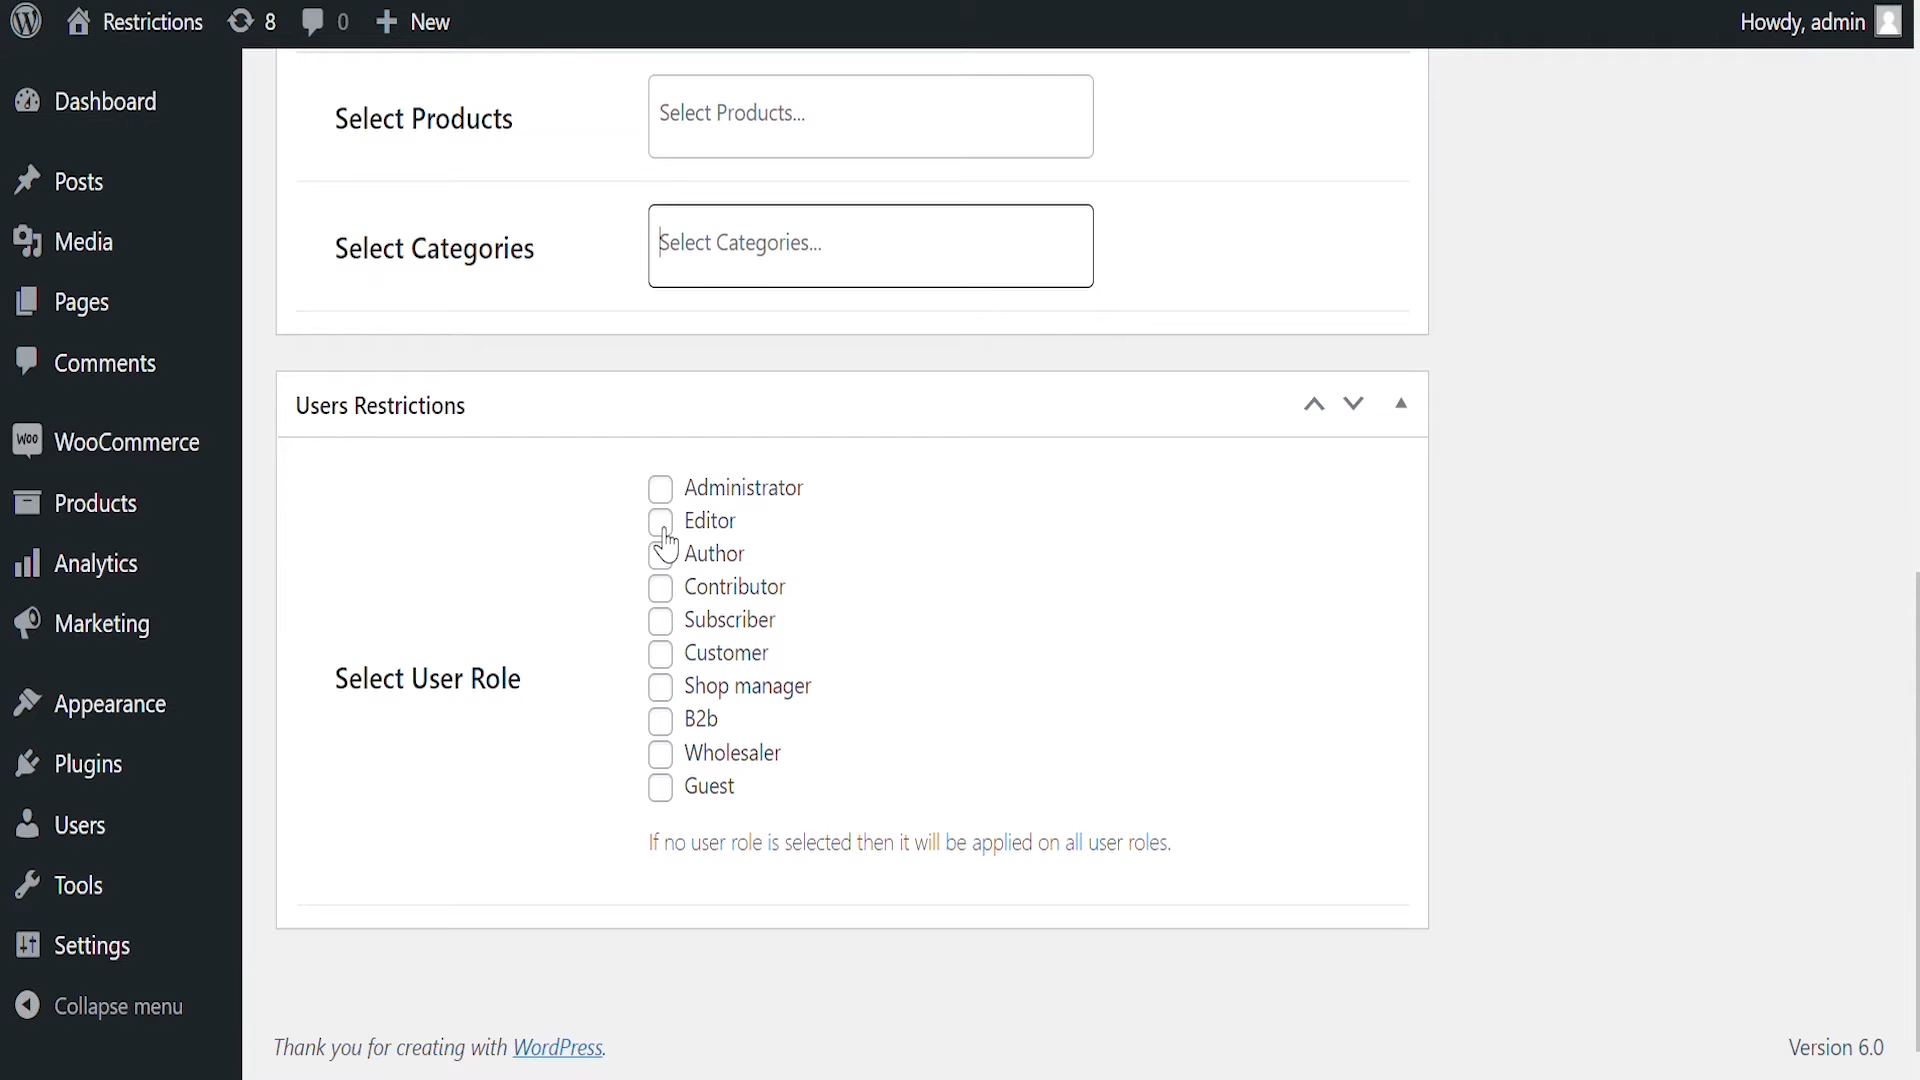 Restrictions
8
0
New
Howdy, admin
Dashboard
Posts
Media
Pages
Comments
Woo
WooCommerce
Products
Analytics
Marketing
Appearance
Plugins
Users
Tools
Settings
Collapse menu
Select Products
Select Products...
Select Categories
Select Categories...
Users Restrictions
Select User Role
Administrator
Editor
Author
Contributor
Subscriber
Customer
Shop manager
B2b
Wholesaler
Guest
If no user role is selected then it will be applied on all user roles.
Thank you for creating with WordPress.
Version 6.0